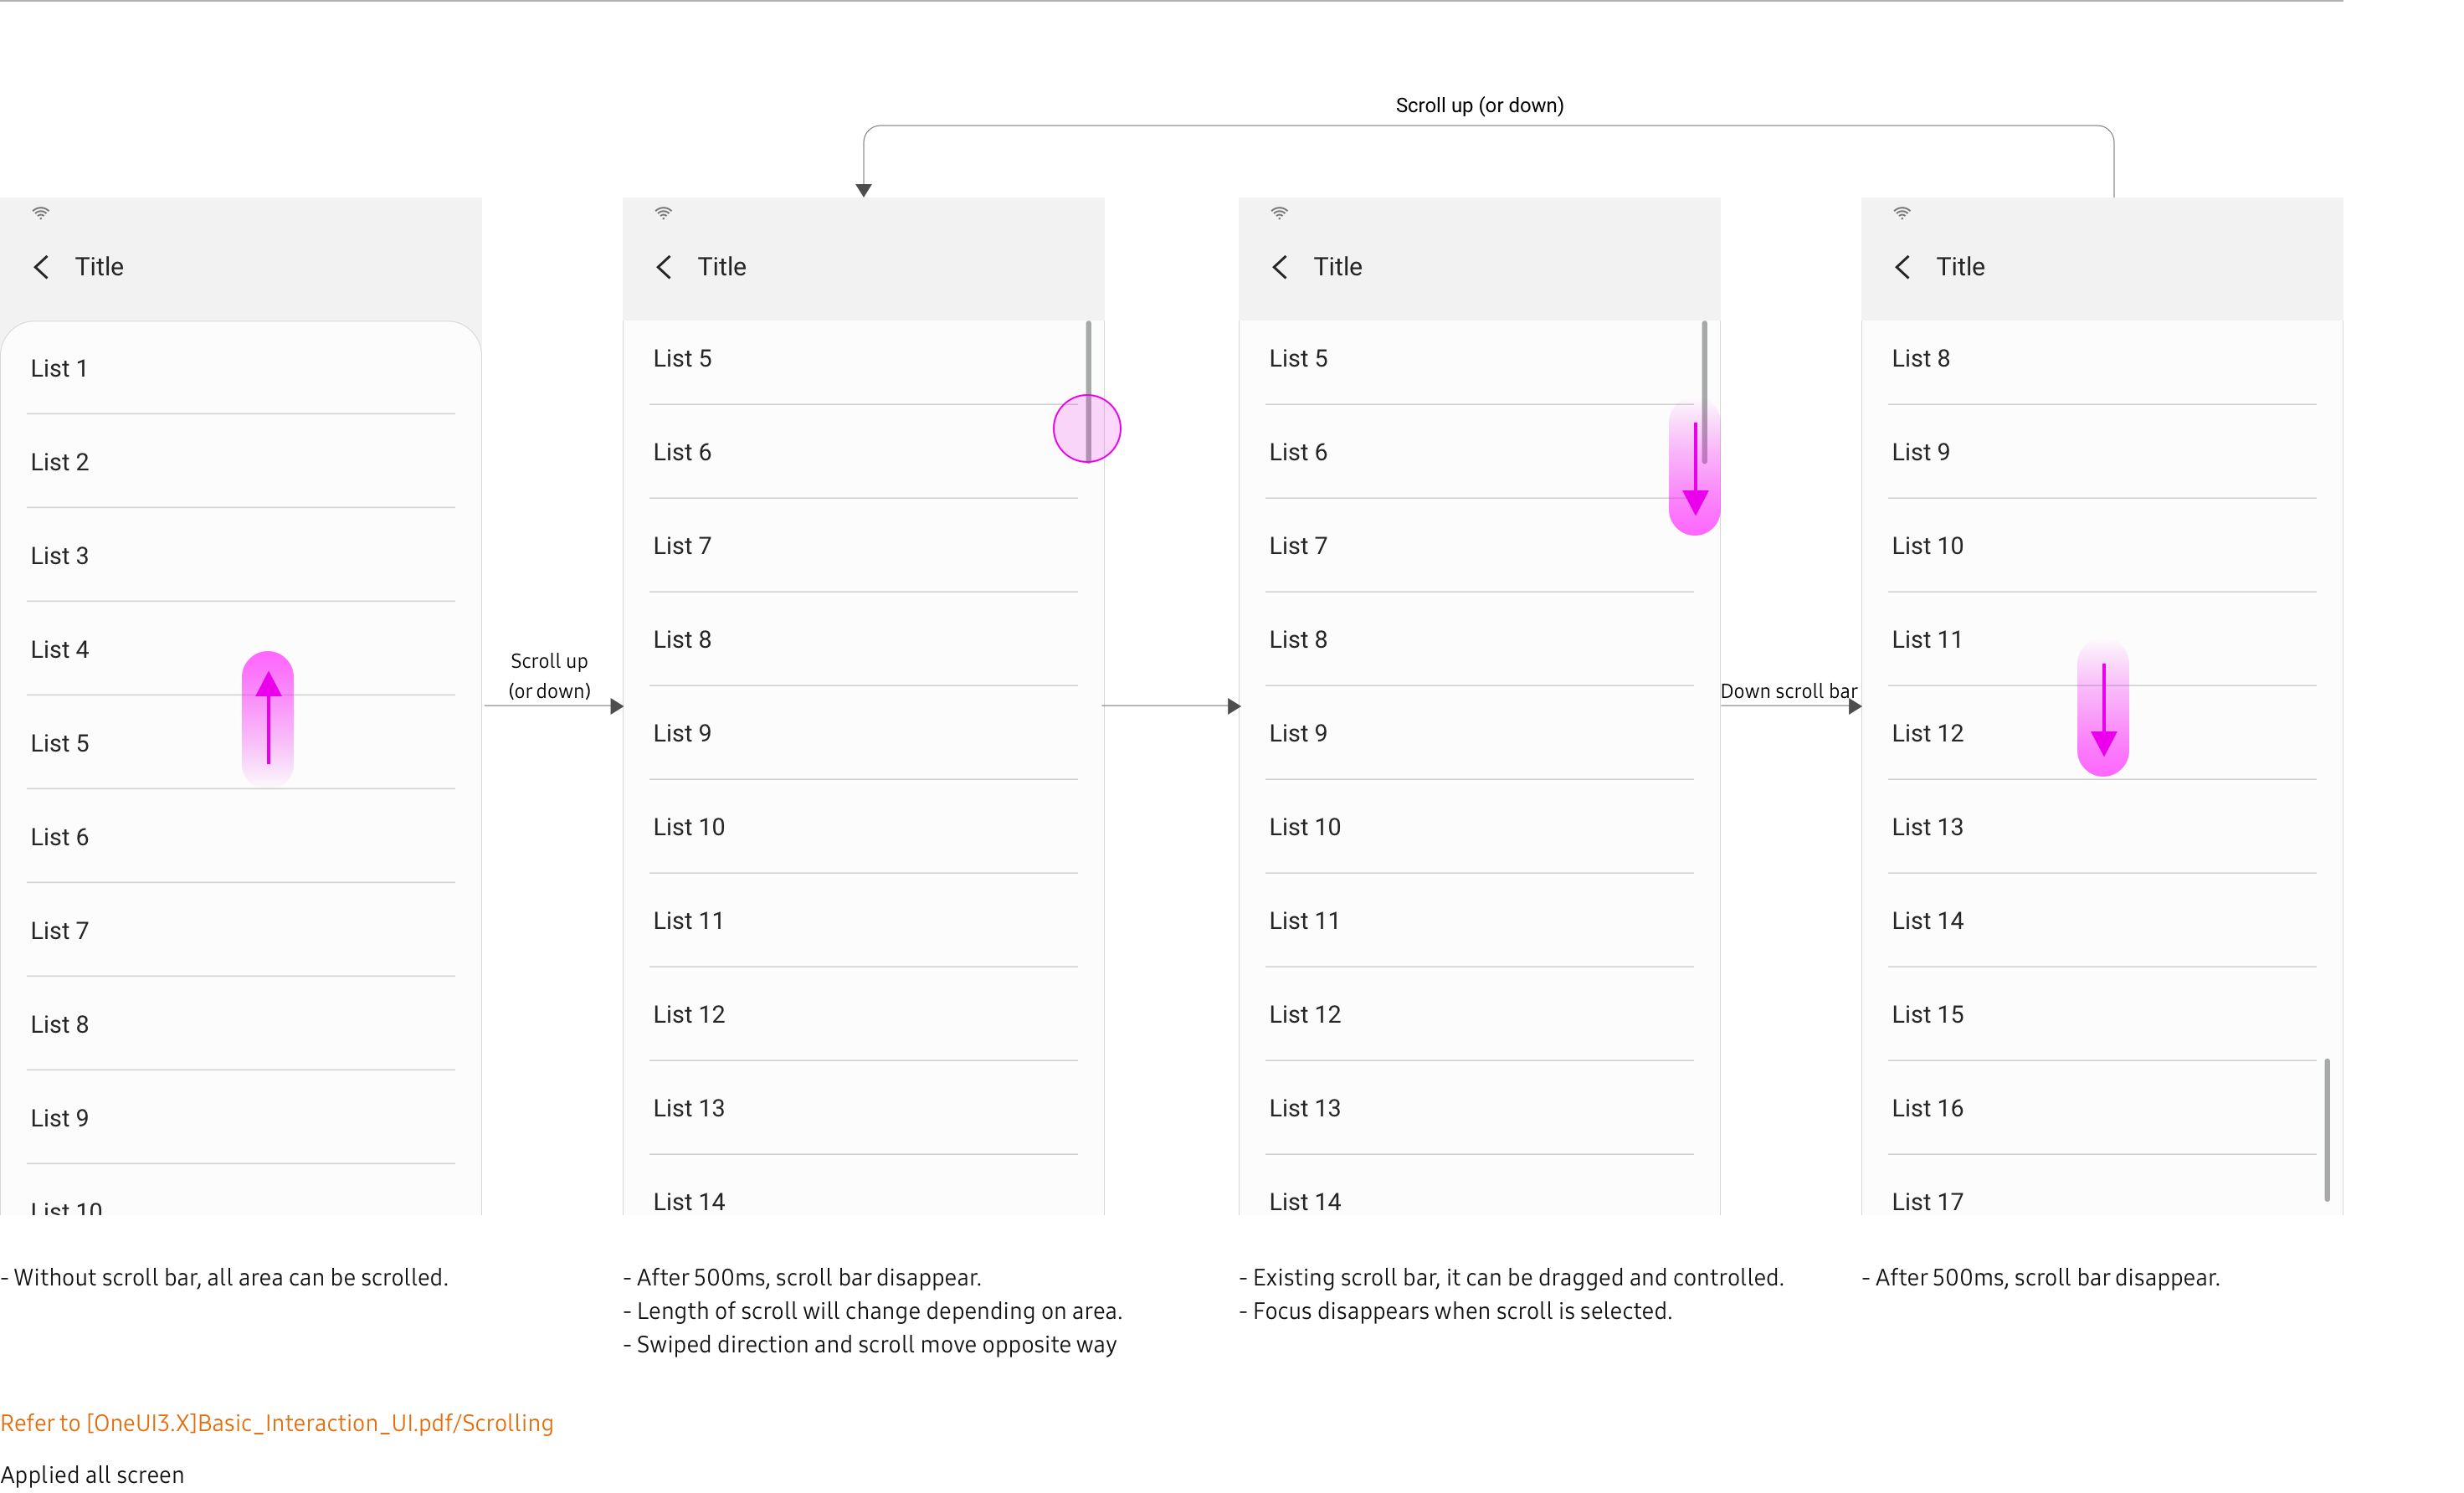 Scroll up (or down)
Title
List 1
List 2
List 3
List 4
List 5
List 6
List 7
List 8
List 9
List 10
- Without scroll bar, all area can be scrolled.
Scroll up
(or down)
Title
List 5
List 6
List 7
List 8
List 9
List 10
List 11
List 12
List 13
List 14
- After 500ms, scroll bar disappear.
- Length of scroll will change depending on area.
- Swiped direction and scroll move opposite way
Title
List 5
List 6
List 7
List 8
List 9
List 10
List 11
List 12
List 13
List 14
- Existing scroll bar, it can be dragged and controlled.
- Focus disappears when scroll is selected.
Down scroll bar
Title
List 8
List 9
List 10
List 11
List 12
List 13
List 14
List 15
List 16
List 17
- After 500ms, scroll bar disappear.
Refer to [OneUI3.X]Basic_Interaction_UI.pdf/Scrolling
Applied all screen